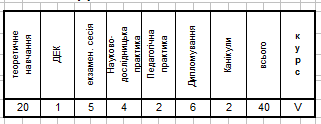 теоретичне
навчання
ДЕК
екзамен. сесія
Науково-
дослідницька
практика
Педагогічна
практика
Дипломування
Канікули
всього
к
у
р
с
20 1 5 4 2 6 2 40 V